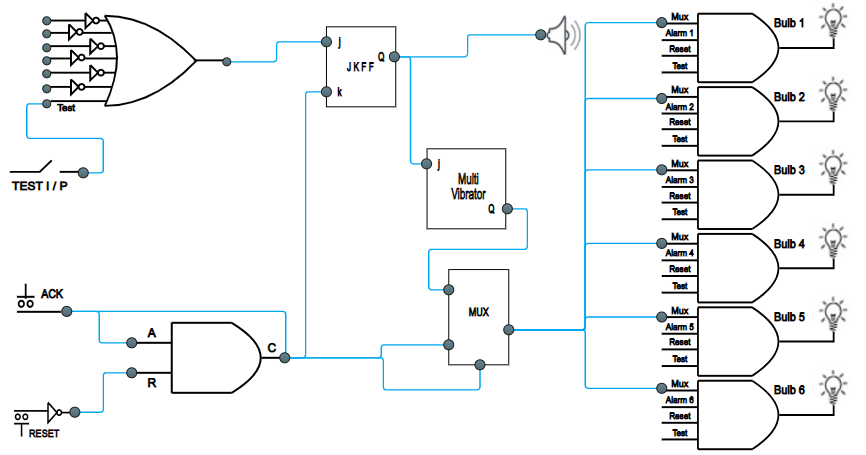 Test
TEST I / P
j
Q
J K F F
k
j
Multi
Vibrator
Q
MUX
ACK
A
C
R
RESET
Mux
Bulb 1
Alarm 1
Reset
Test
Mux
Bulb 2
Alarm 2
Reset
Test
Mux
Bulb 3
Alarm 3
Reset
Test
Mux
Bulb 4
Alarm 4
Reset
Test
Mux
Bulb 5
Alarm 5
Reset
Test
Mux
Bulb 6
Alarm 6
Reset
Test